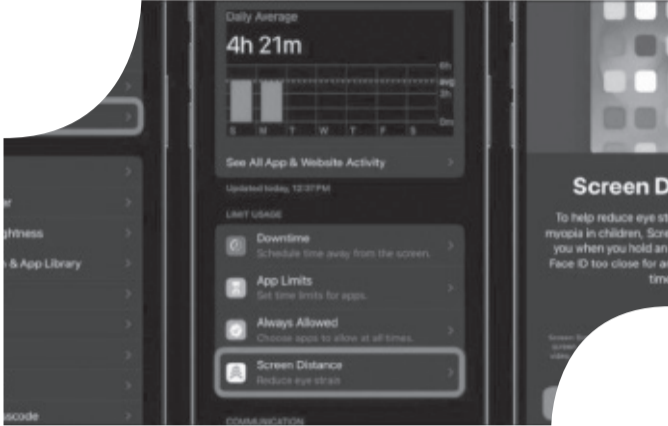 er
ghtness
n & App Library
sscode
Daily Average
4h 21m
6h
avg
3h
0m
S M T W T F S
See All App & Website Activity
Updated today, 12:37 PM
LIMIT USAGE
Downtime
Schedule time away from the screen.
App Limits
Set time limits for apps.
Always Allowed
Choose apps to allow at all times.
Screen Distance
Reduce eye strain
COMMUNICATION
Screen D
To help reduce eye st
myopia in children, Scre
you when you hold an
Face ID too close for a
time